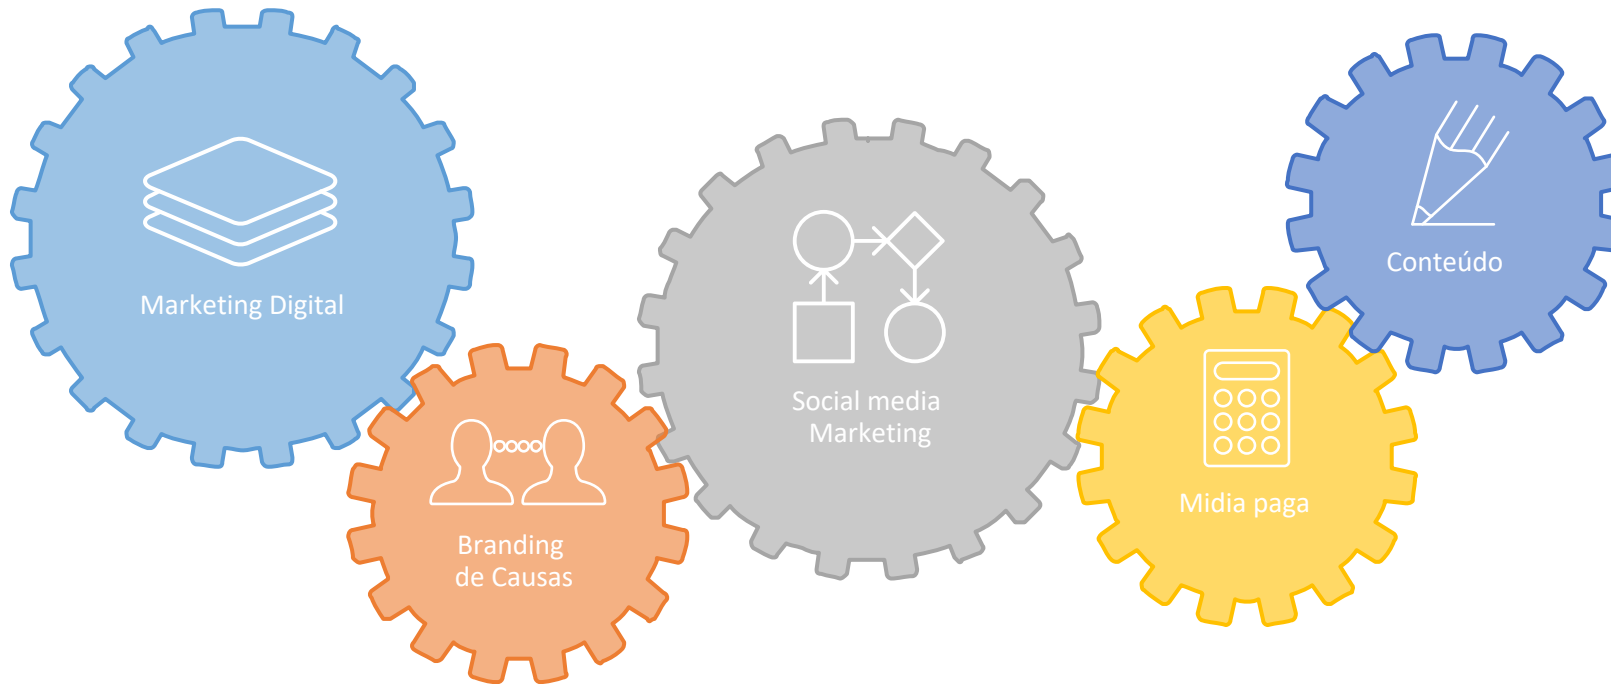 Marketing Digital
Branding
de Causas
Social media
Marketing
Midia paga
Conteúdo